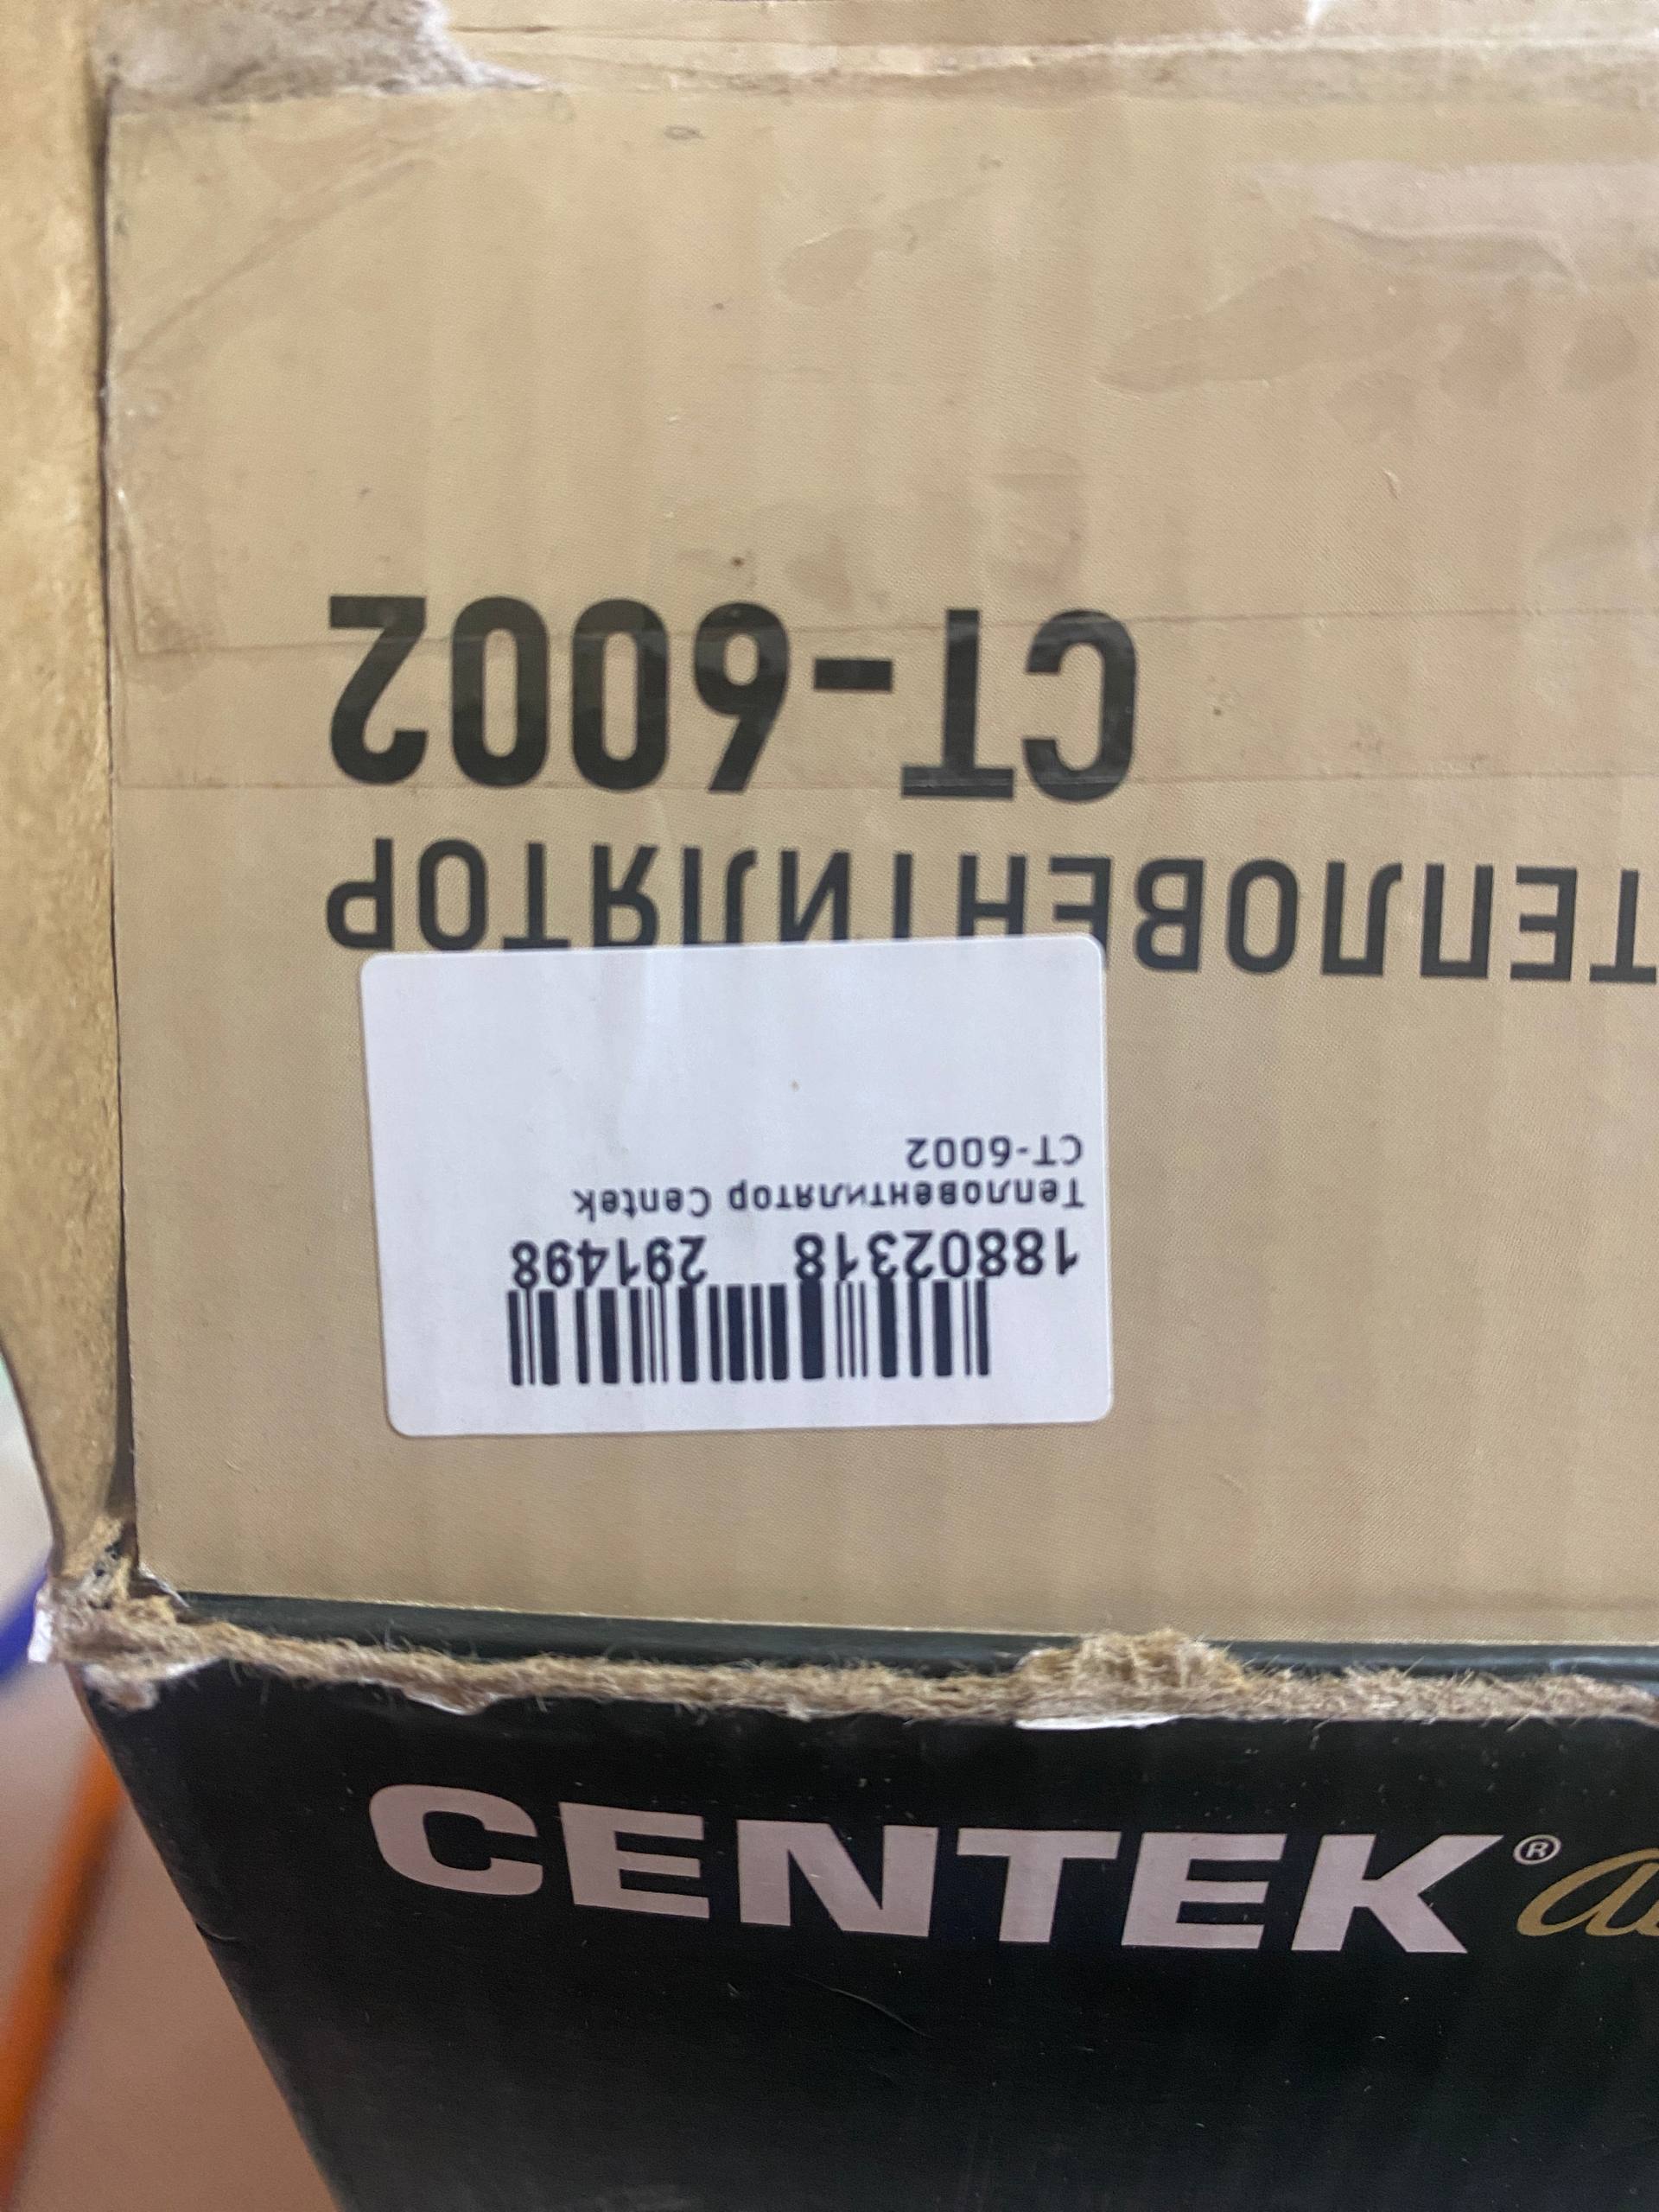 CT-6002
ТЕПЛОВЕНТИЛЯТОР
18802318 291498
Тепловентилятор Centek
CT-6002
CENTEK®